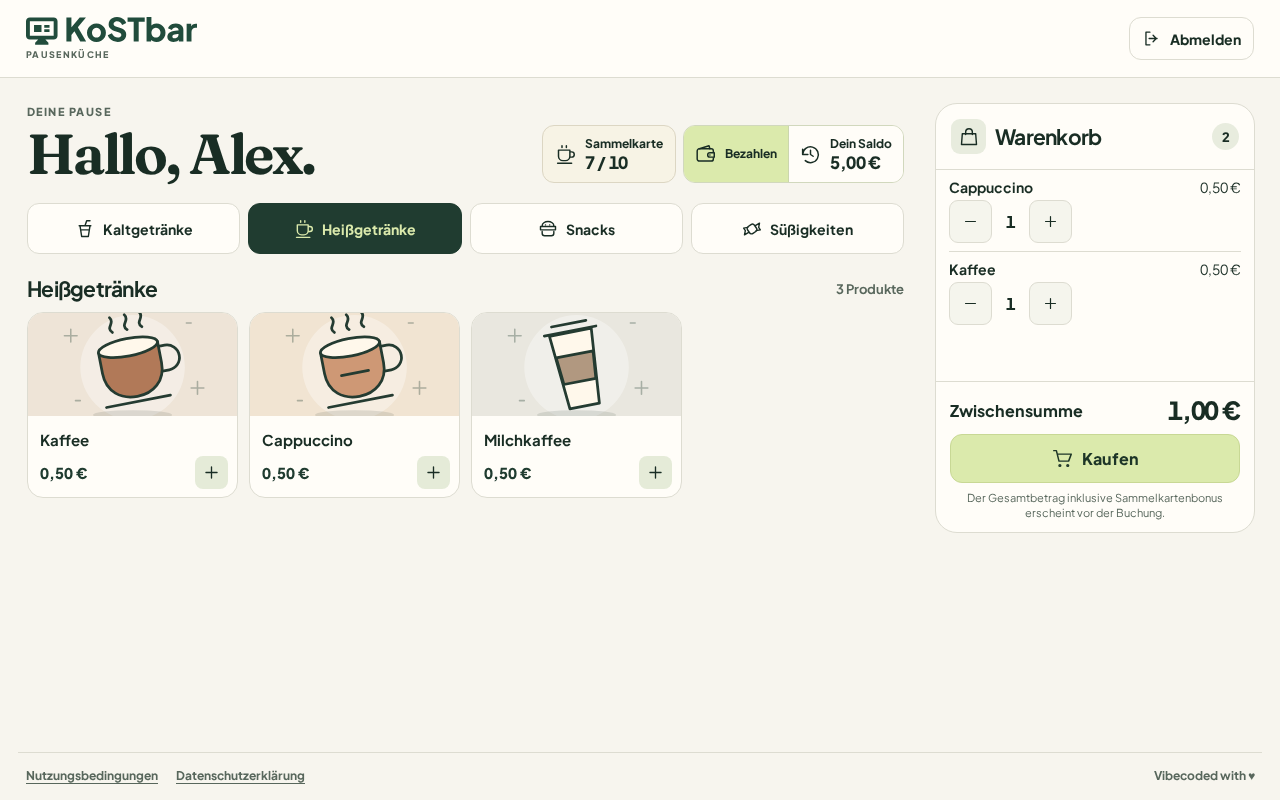 KoSTbar
PAUSENKÜCHE
Abmelden
DEINE PAUSE
Hallo, Alex.
Sammelkarte
7 / 10
Bezahlen
Dein Saldo
5,00 €
Kaltgetränke
Heißgetränke
Snacks
Süßigkeiten
Heißgetränke
3 Produkte
Kaffee
0,50 €
Cappuccino
0,50 €
Milchkaffee
0,50 €
Warenkorb
2
Cappuccino
0,50 €
1
Kaffee
0,50 €
1
Zwischensumme
1,00 €
Kaufen
Der Gesamtbetrag inklusive Sammelkartenbonus
erscheint vor der Buchung.
Nutzungsbedingungen
Datenschutzerklärung
Vibecoded with ♥